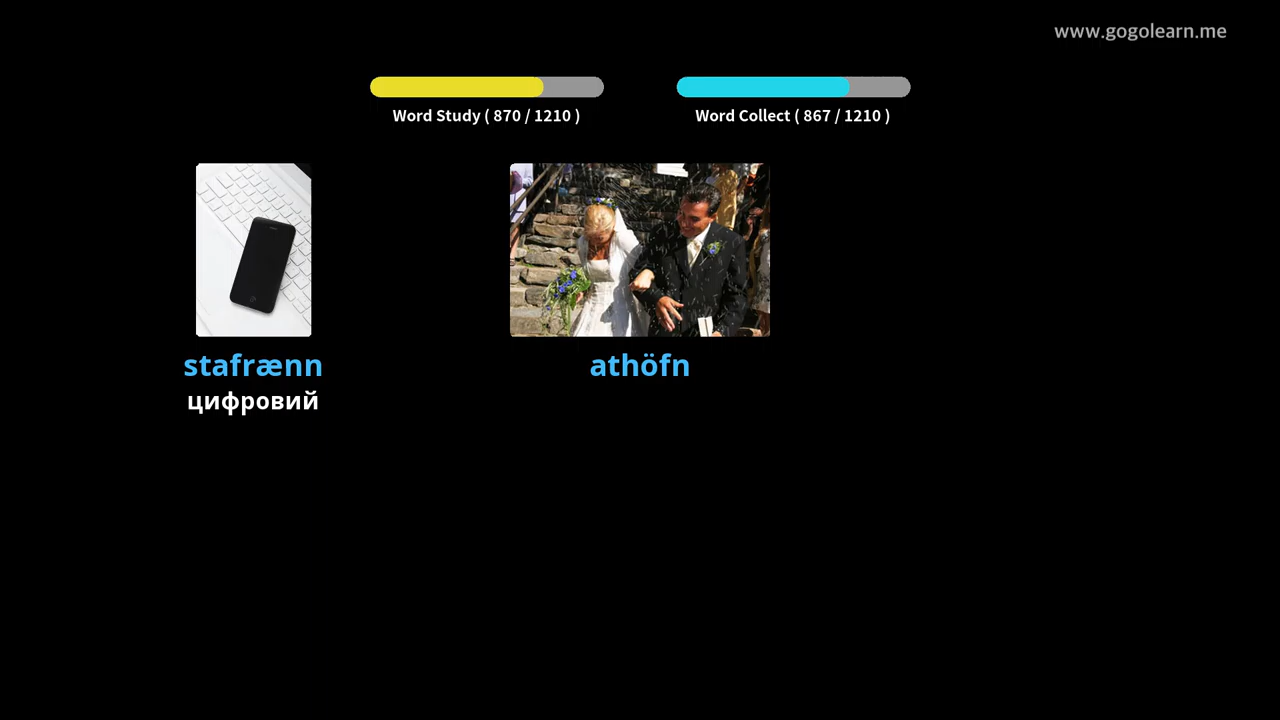 www.gogolearn.me
Word Study ( 870 / 1210 )
Word Collect ( 867 / 1210 )
stafrænn
athöfn
цифровий